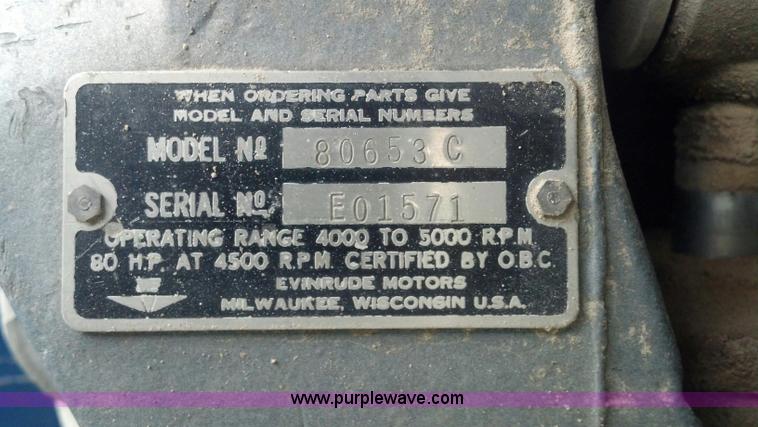 WHEN ORDERING PARTS GIVE
MODEL AND SERIAL NUMBERS
MODEL Nº 80653 C
SERIAL Nº E01571
OPERATING RANGE 4000 TO 5000 R.P.M.
80 H.P. AT 4500 R.P.M. CERTIFIED BY O.B.C.
EVINRUDE MOTORS
MILWAUKEE, WISCONSIN U.S.A.
www.purplewave.com